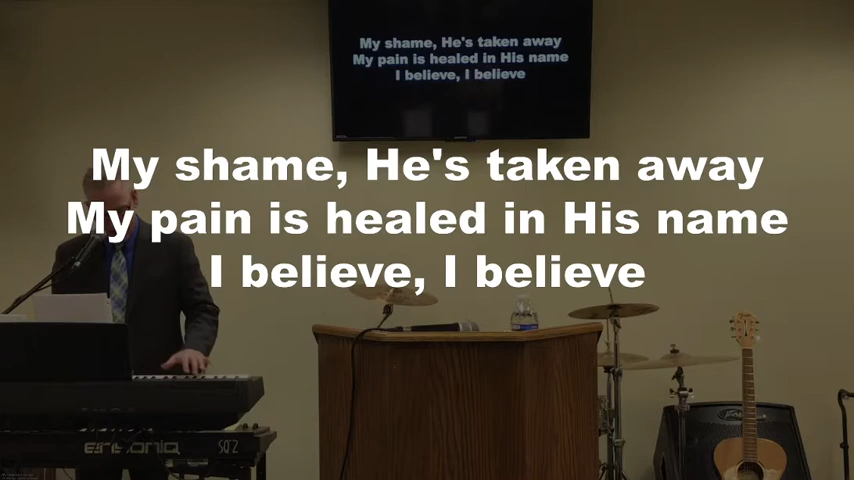 My shame, He's taken away
My pain is healed in His name
I believe, I believe
My shame, He's taken away
My pain is healed in His name
I believe, I believe
ensoniq SQ2
PEAVEY